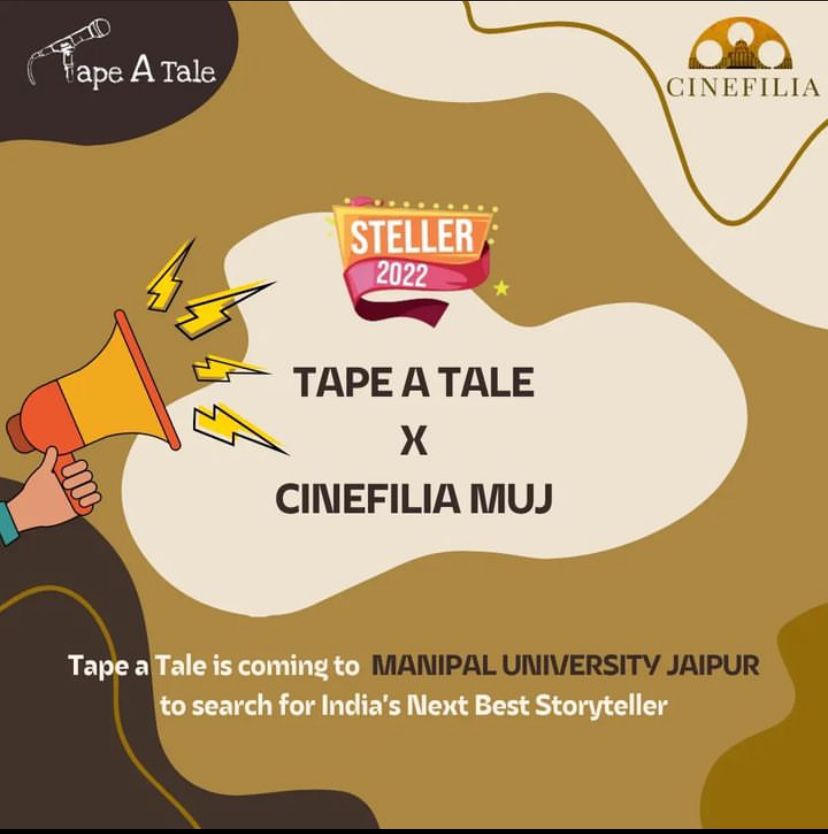 Tape A Tale
CINEFILIA
STELLER
2022
TAPE A TALE
X
CINEFILIA MUJ
Tape a Tale is coming to MANIPAL UNIVERSITY JAIPUR
to search for India's Next Best Storyteller